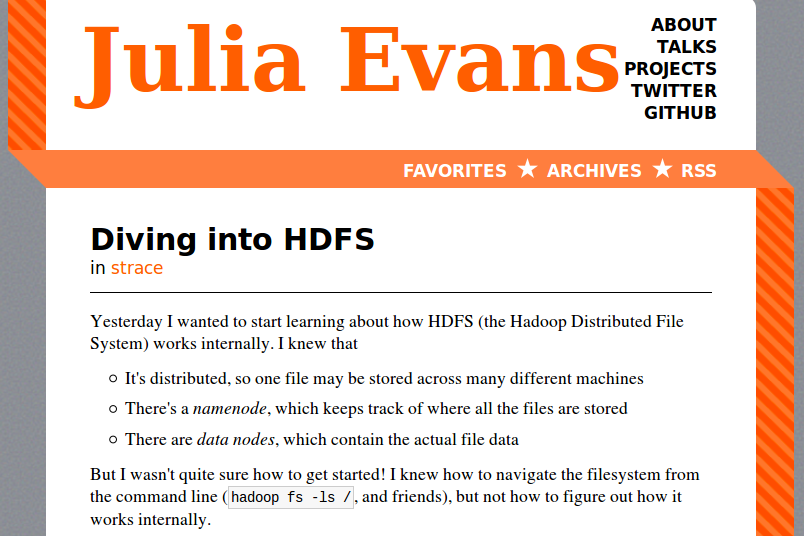 Julia Evans
ABOUT
TALKS
PROJECTS
TWITTER
GITHUB
FAVORITES ★ ARCHIVES ★ RSS
Diving into HDFS
in strace
Yesterday I wanted to start learning about how HDFS (the Hadoop Distributed File
System) works internally. I knew that
It's distributed, so one file may be stored across many different machines
There's a namenode, which keeps track of where all the files are stored
There are data nodes, which contain the actual file data
But I wasn't quite sure how to get started! I knew how to navigate the filesystem from
the command line (hadoop fs -ls /, and friends), but not how to figure out how it
works internally.